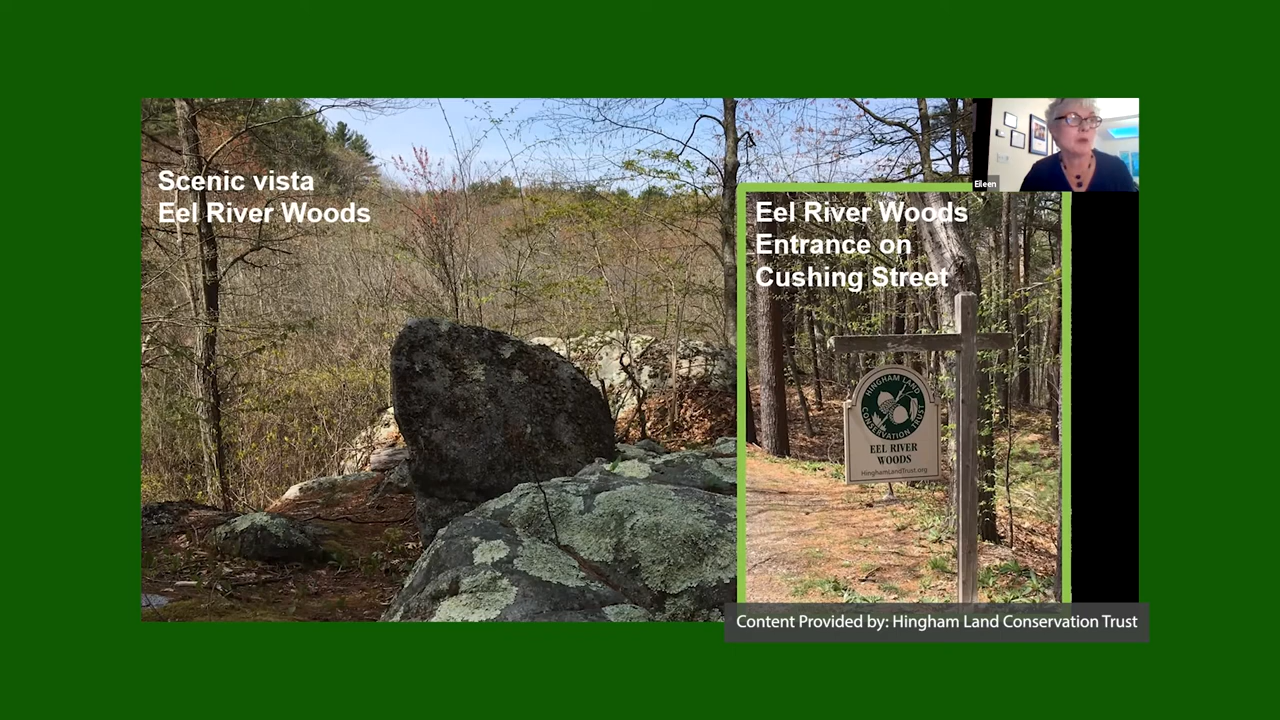 Scenic vista
Eel River Woods
Eileen
Eel River Woods
Entrance on
Cushing Street
HINGHAM LAND
CONSERVATION TRUST
EEL RIVER
WOODS
HinghamLandTrust.org
Content Provided by: Hingham Land Conservation Trust